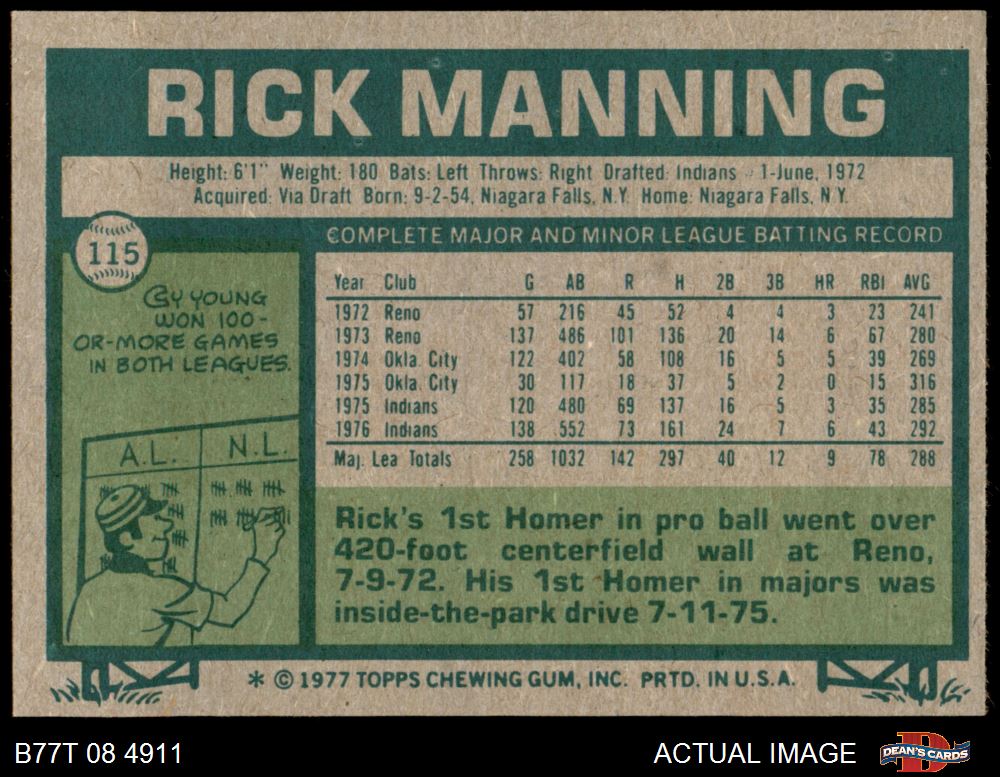 RICK MANNING
Height: 6'1" Weight: 180 Bats: Left Throws: Right Drafted: Indians - 1-June, 1972
Acquired: Via Draft Born: 9-2-54, Niagara Falls, N.Y. Home: Niagara Falls, N.Y.
115
CY YOUNG
WON 100-
OR-MORE GAMES
IN BOTH LEAGUES.
A.L. N.L.
COMPLETE MAJOR AND MINOR LEAGUE BATTING RECORD
Year Club G AB R H 2B 3B HR RBI AVG
1972 Reno 57 216 45 52 4 4 3 23 241
1973 Reno 137 486 101 136 20 14 6 67 280
1974 Okla. City 122 402 58 108 16 5 5 39 269
1975 Okla. City 30 117 18 37 5 2 0 15 316
1975 Indians 120 480 69 137 16 5 3 35 285
1976 Indians 138 552 73 161 24 7 6 43 292
Maj. Lea Totals 258 1032 142 297 40 12 9 78 288
Rick's 1st Homer in pro ball went over
420-foot centerfield wall at Reno,
7-9-72. His 1st Homer in majors was
inside-the-park drive 7-11-75.
* © 1977 TOPPS CHEWING GUM, INC. PRTD. IN U.S.A.
B77T 08 4911 ACTUAL IMAGE DEAN'S CARDS